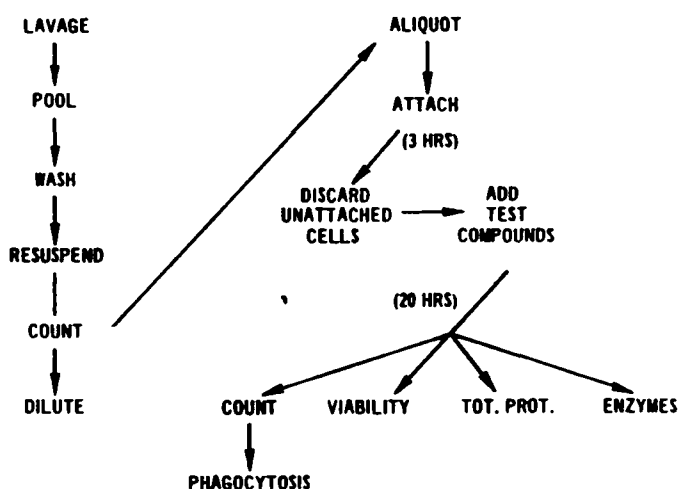 LAVAGE
POOL
WASH
RESUSPEND
COUNT
DILUTE
ALIQUOT
ATTACH
(3 HRS)
DISCARD
UNATTACHED
CELLS
ADD
TEST
COMPOUNDS
(20 HRS)
COUNT
VIABILITY
TOT. PROT.
ENZYMES
PHAGOCYTOSIS